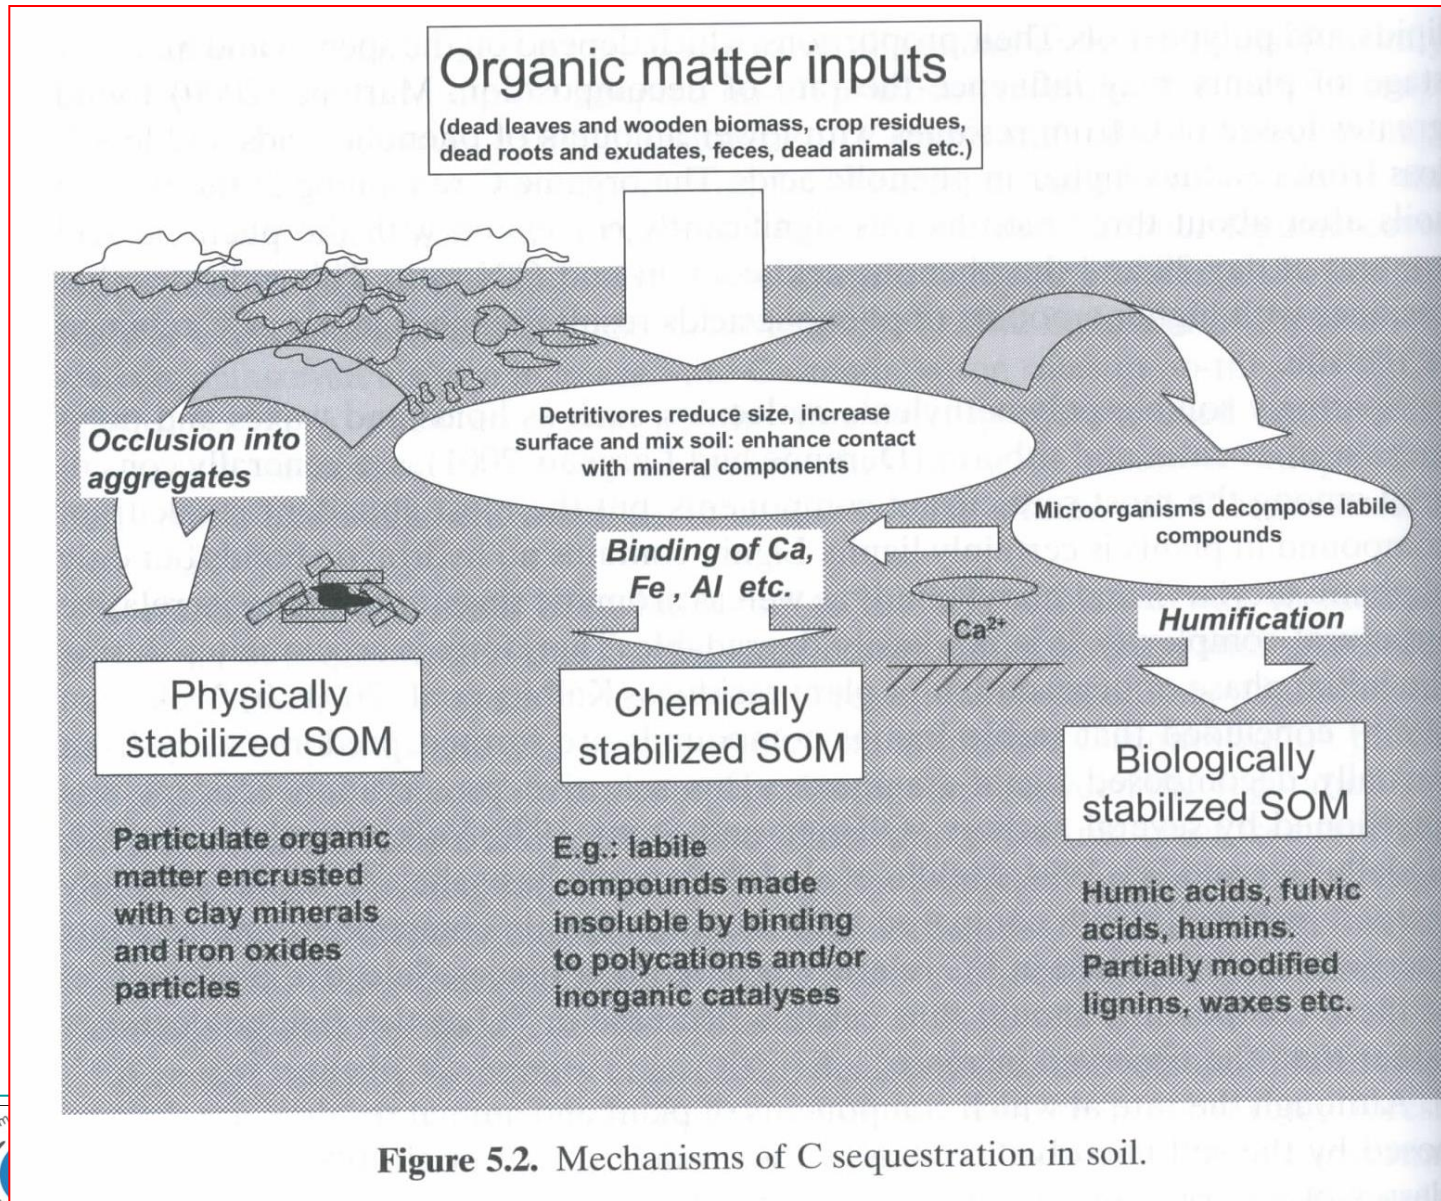 Organic matter inputs
(dead leaves and wooden biomass, crop residues,
dead roots and exudates, feces, dead animals etc.)
Detritivores reduce size, increase
surface and mix soil: enhance contact
with mineral components
Occlusion into
aggregates
Microorganisms decompose labile
compounds
Binding of Ca,
Fe , Al etc.
Ca²⁺
Humification
Physically
stabilized SOM
Chemically
stabilized SOM
Biologically
stabilized SOM
Particulate organic
matter encrusted
with clay minerals
and iron oxides
particles
E.g.: labile
compounds made
insoluble by binding
to polycations and/or
inorganic catalyses
Humic acids, fulvic
acids, humins.
Partially modified
lignins, waxes etc.
Figure 5.2. Mechanisms of C sequestration in soil.